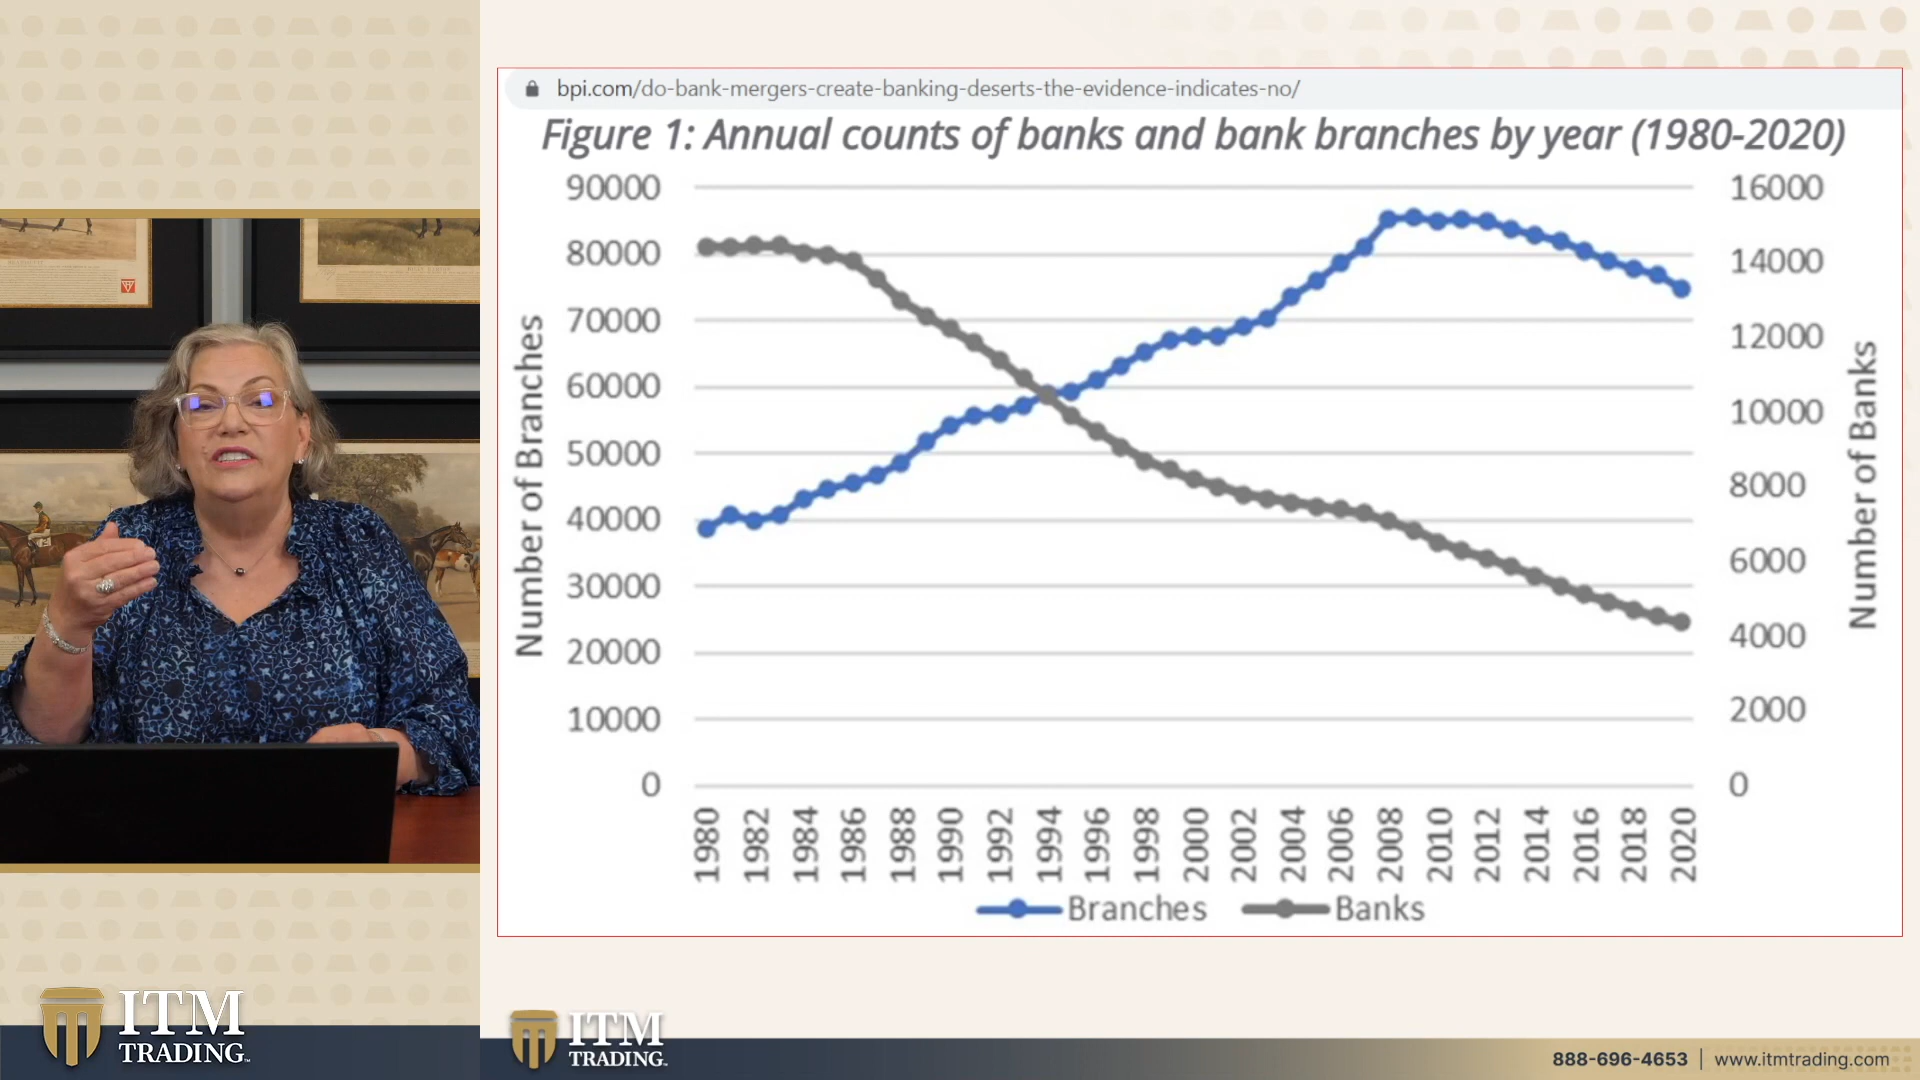 bpi.com/do-bank-mergers-create-banking-deserts-the-evidence-indicates-no/
Figure 1: Annual counts of banks and bank branches by year (1980-2020)
Number of Branches
90000
80000
70000
60000
50000
40000
30000
20000
10000
0
16000
14000
12000
10000
8000
6000
4000
2000
0
Number of Banks
1980 1982 1984 1986 1988 1990 1992 1994 1996 1998 2000 2002 2004 2006 2008 2010 2012 2014 2016 2018 2020
Branches Banks
ITM
TRADING™
ITM
TRADING™
888-696-4653 | www.itmtrading.com